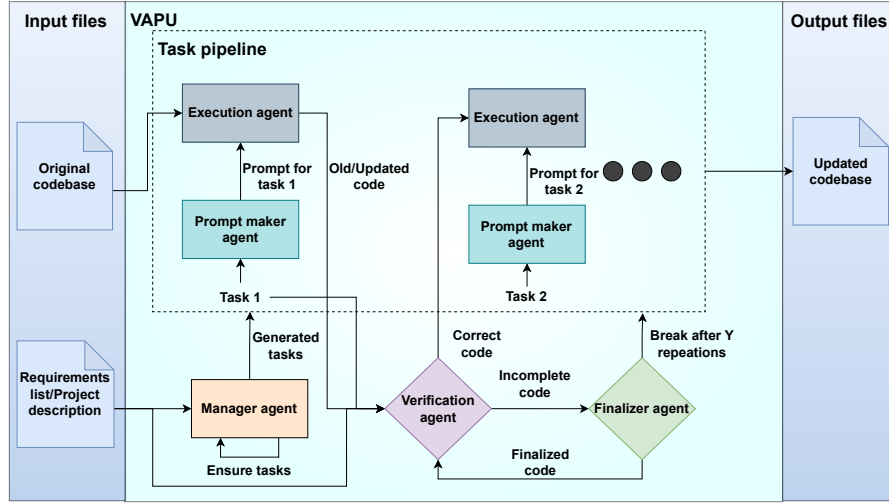 Input files
VAPU
Output files
Task pipeline
Execution agent
Execution agent
Original
codebase
Prompt for
task 1
Old/Updated
code
Prompt for
task 2
Updated
codebase
Prompt maker
agent
Prompt maker
agent
Task 1
Task 2
Generated
tasks
Correct
code
Break after Y
repeations
Requirements
list/Project
description
Manager agent
Verification
agent
Incomplete
code
Finalizer agent
Ensure tasks
Finalized
code